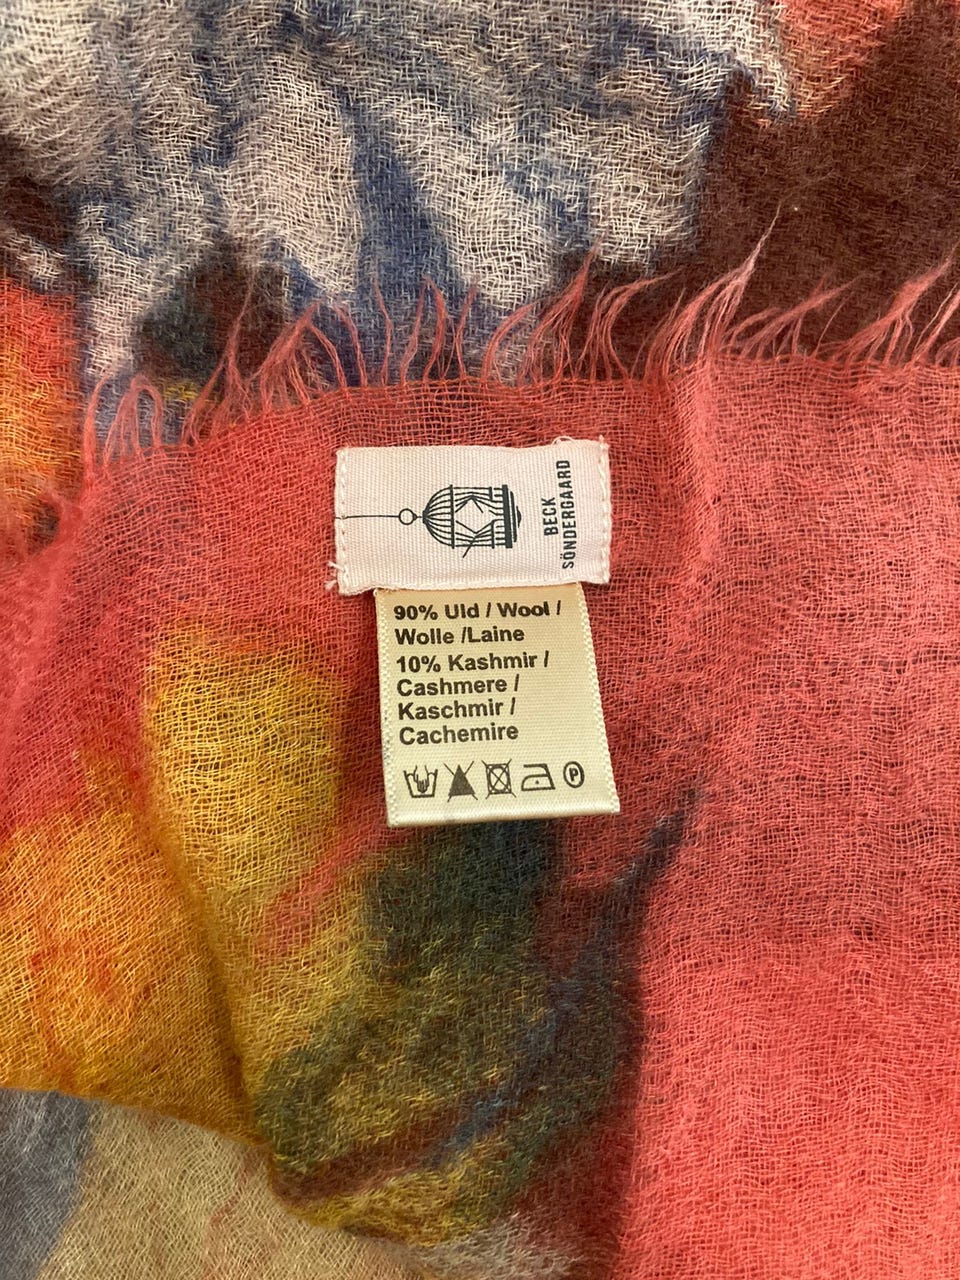 BECK
SÖNDERGAARD
90% Uld / Wool /
Wolle /Laine
10% Kashmir /
Cashmere /
Kaschmir /
Cachemire
P